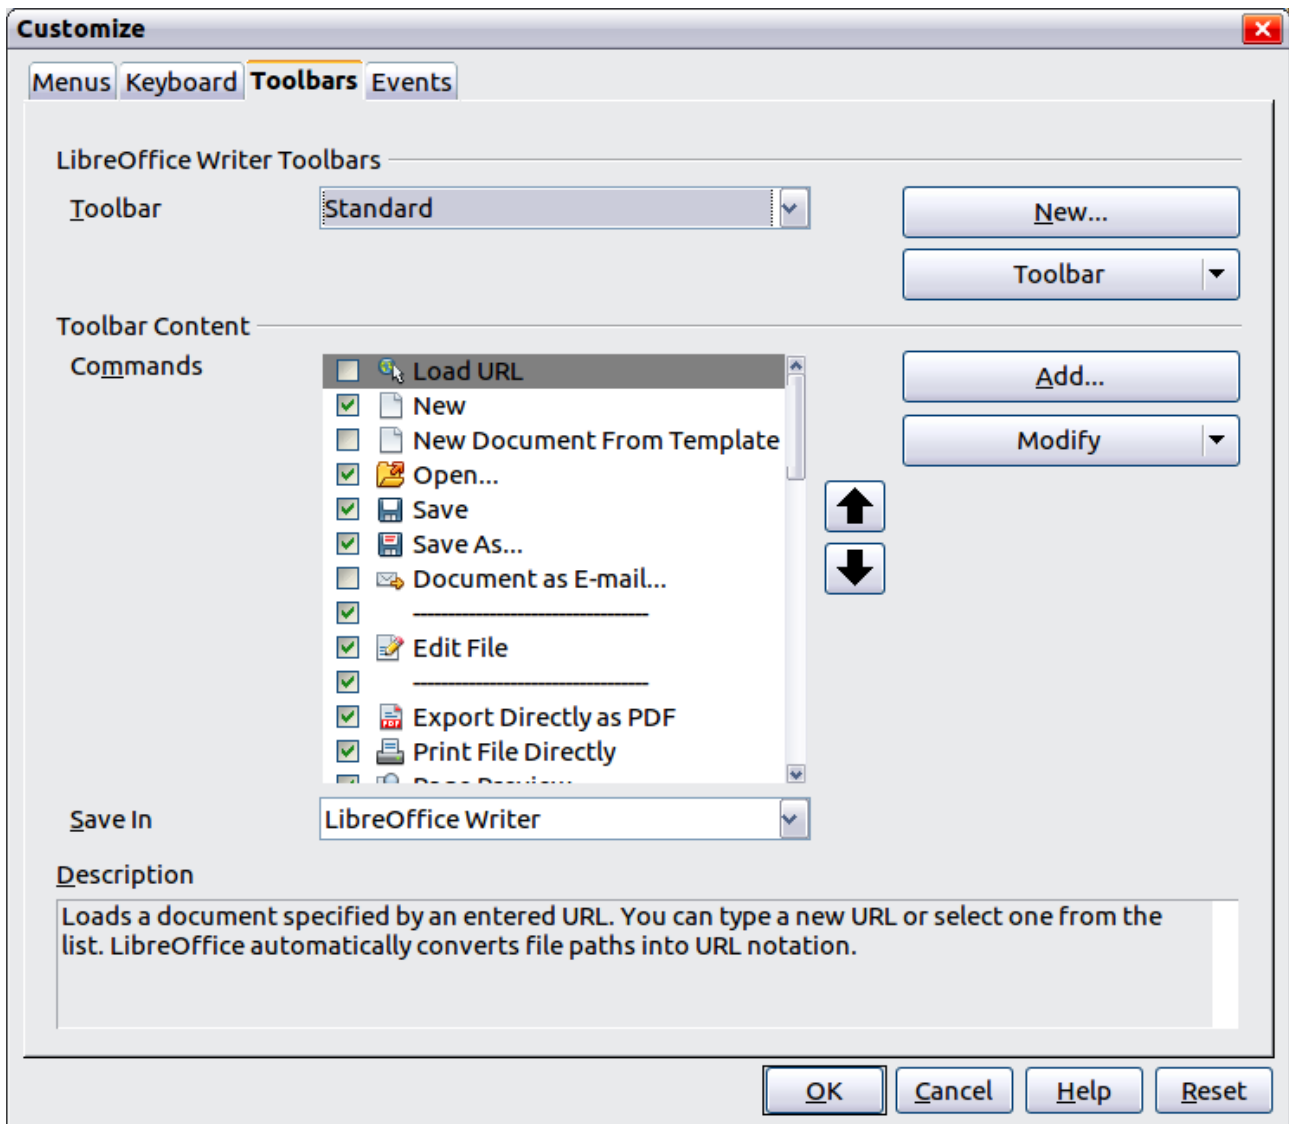 Customize
Menus Keyboard Toolbars Events
LibreOffice Writer Toolbars
Toolbar Standard New...
Toolbar
Toolbar Content
Commands Load URL Add...
New
New Document From Template Modify
Open...
Save
Save As...
Document as E-mail...
---------------------------------
Edit File
---------------------------------
Export Directly as PDF
Print File Directly
Page Preview
Save In LibreOffice Writer
Description
Loads a document specified by an entered URL. You can type a new URL or select one from the
list. LibreOffice automatically converts file paths into URL notation.
OK Cancel Help Reset